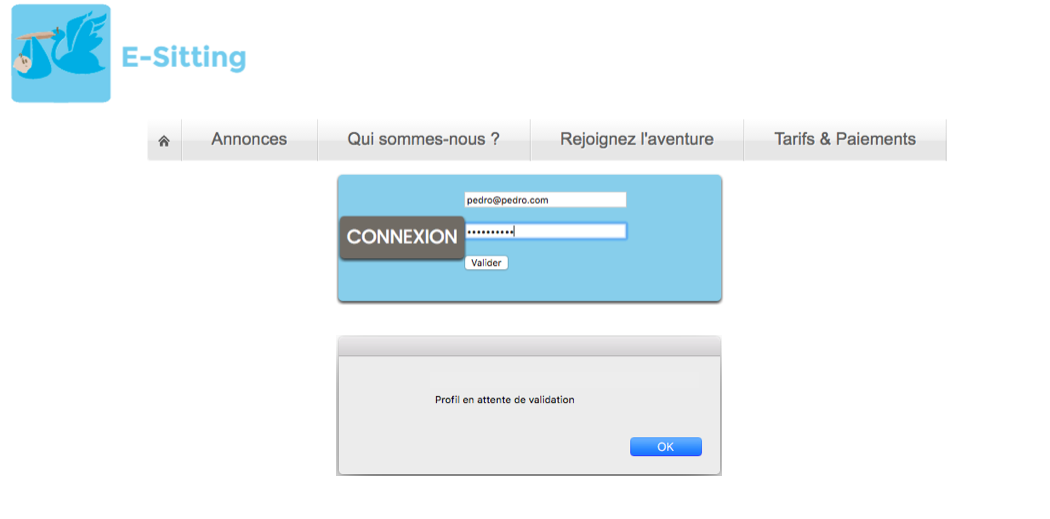 E-Sitting
Annonces Qui sommes-nous ? Rejoignez l'aventure Tarifs & Paiements
pedro@pedro.com
CONNEXION ••••••••••
Valider
Profil en attente de validation
OK